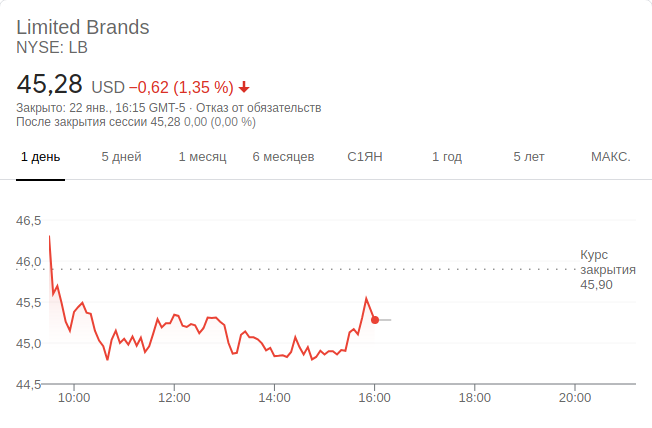 Limited Brands
NYSE: LB
45,28 USD −0,62 (1,35 %)
Закрыто: 22 янв., 16:15 GMT-5 · Отказ от обязательств
После закрытия сессии 45,28 0,00 (0,00 %)
1 день 5 дней 1 месяц 6 месяцев С1ЯН 1 год 5 лет МАКС.
46,5
46,0
45,5
45,0
44,5
Курс
закрытия
45,90
10:00 12:00 14:00 16:00 18:00 20:00